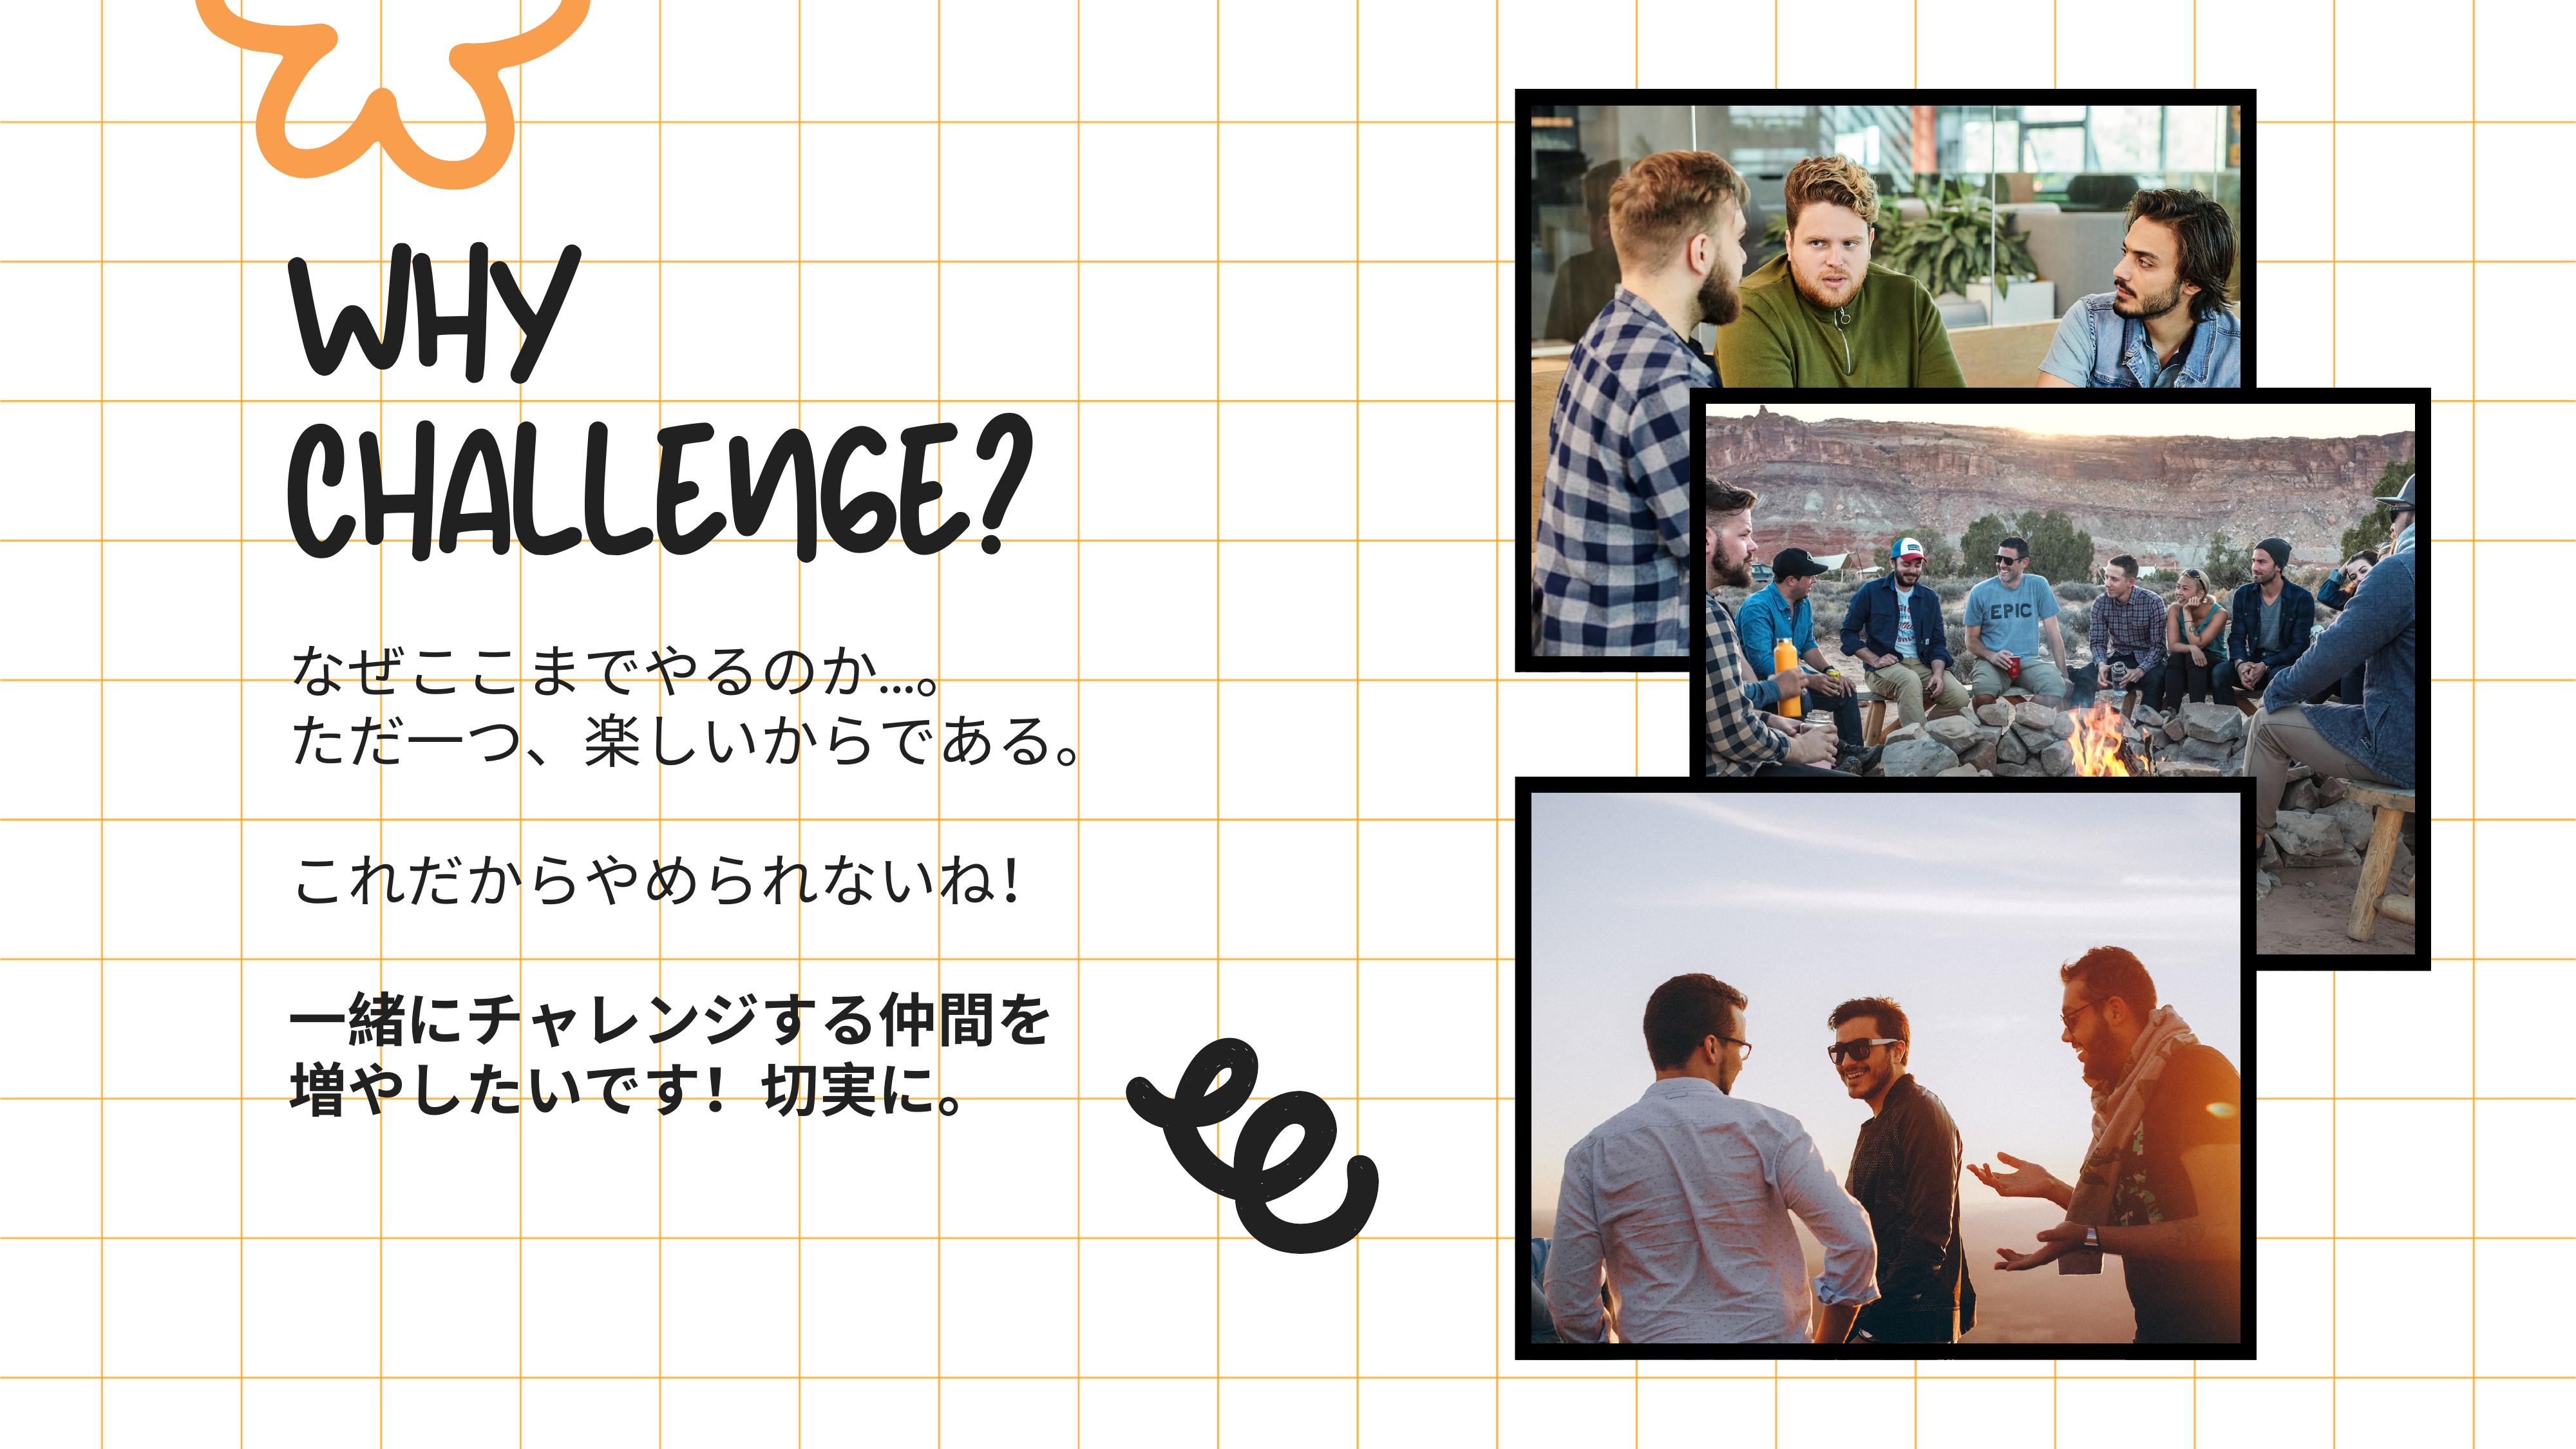 WHY
CHALLENGE?
なぜここまでやるのか...。
ただ一つ、楽しいからである。
これだからやめられないね！
一緒にチャレンジする仲間を
増やしたいです！切実に。
EPIC